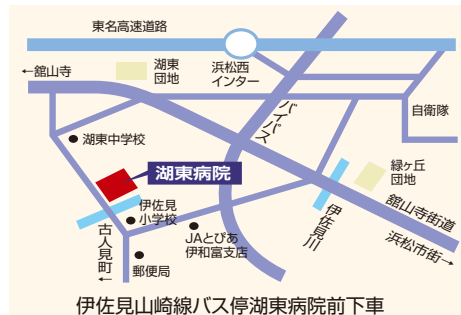 東名高速道路
←舘山寺
湖東
団地
浜松西
インター
バイパス
自衛隊
湖東中学校
湖東病院
緑ヶ丘
団地
伊佐見
小学校
古人見町
←
JAとぴあ
伊和富支店
伊佐見川
舘山寺街道
浜松市街→
郵便局
伊佐見山崎線バス停湖東病院前下車